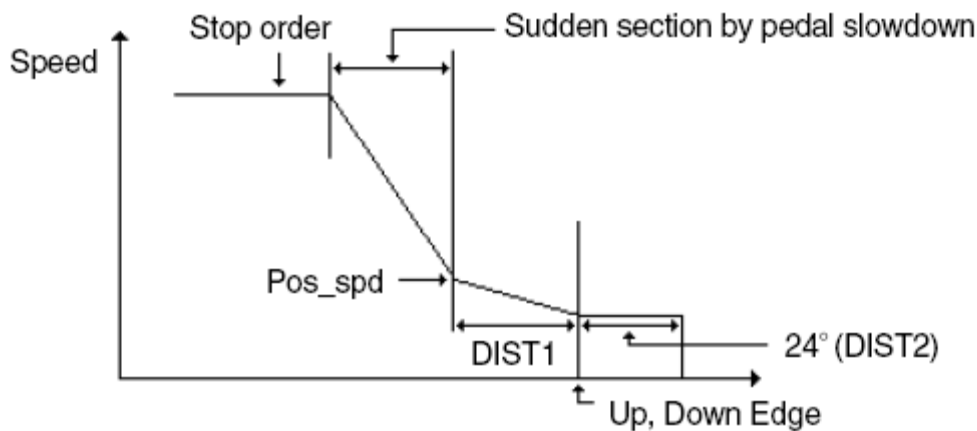 Stop order
Sudden section by pedal slowdown
Speed
Pos_spd
DIST1
24° (DIST2)
Up, Down Edge